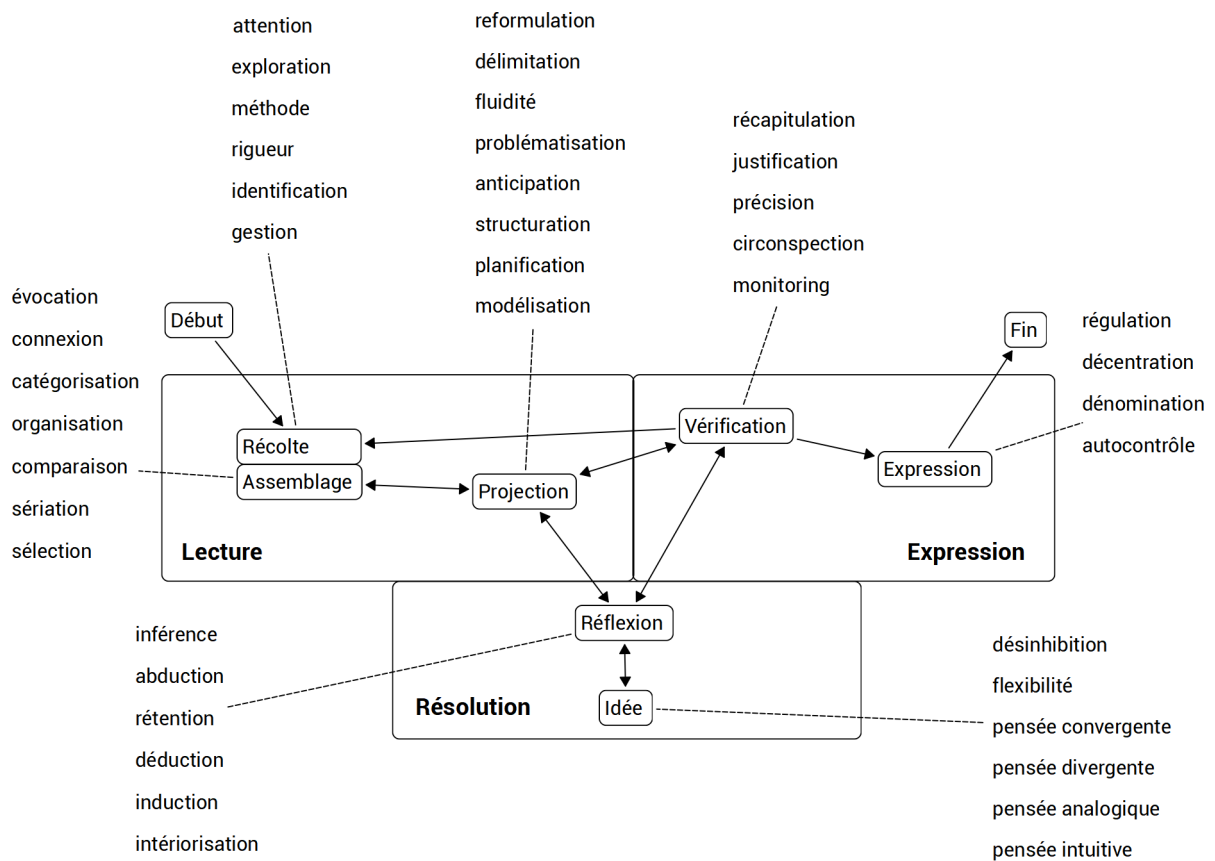 attention
exploration
méthode
rigueur
identification
gestion
reformulation
délimitation
fluidité
problématisation
anticipation
structuration
planification
modélisation
récapitulation
justification
précision
circonspection
monitoring
évocation
connexion
catégorisation
organisation
comparaison
sériation
sélection
Début
Fin
régulation
décentration
dénomination
autocontrôle
Récolte
Assemblage
Projection
Vérification
Expression
Lecture
Expression
Réflexion
Idée
Résolution
inférence
abduction
rétention
déduction
induction
intériorisation
désinhibition
flexibilité
pensée convergente
pensée divergente
pensée analogique
pensée intuitive